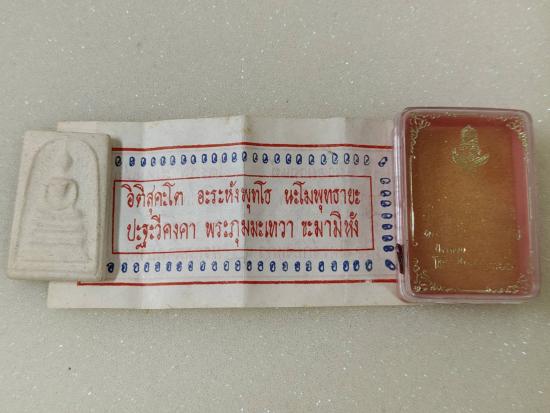 อิติสุคะโต อะระหังพุทโธ นะโมพุทธายะ
ปะฐะวีคงคา พระภุมมะเทวา ขะมามิหัง